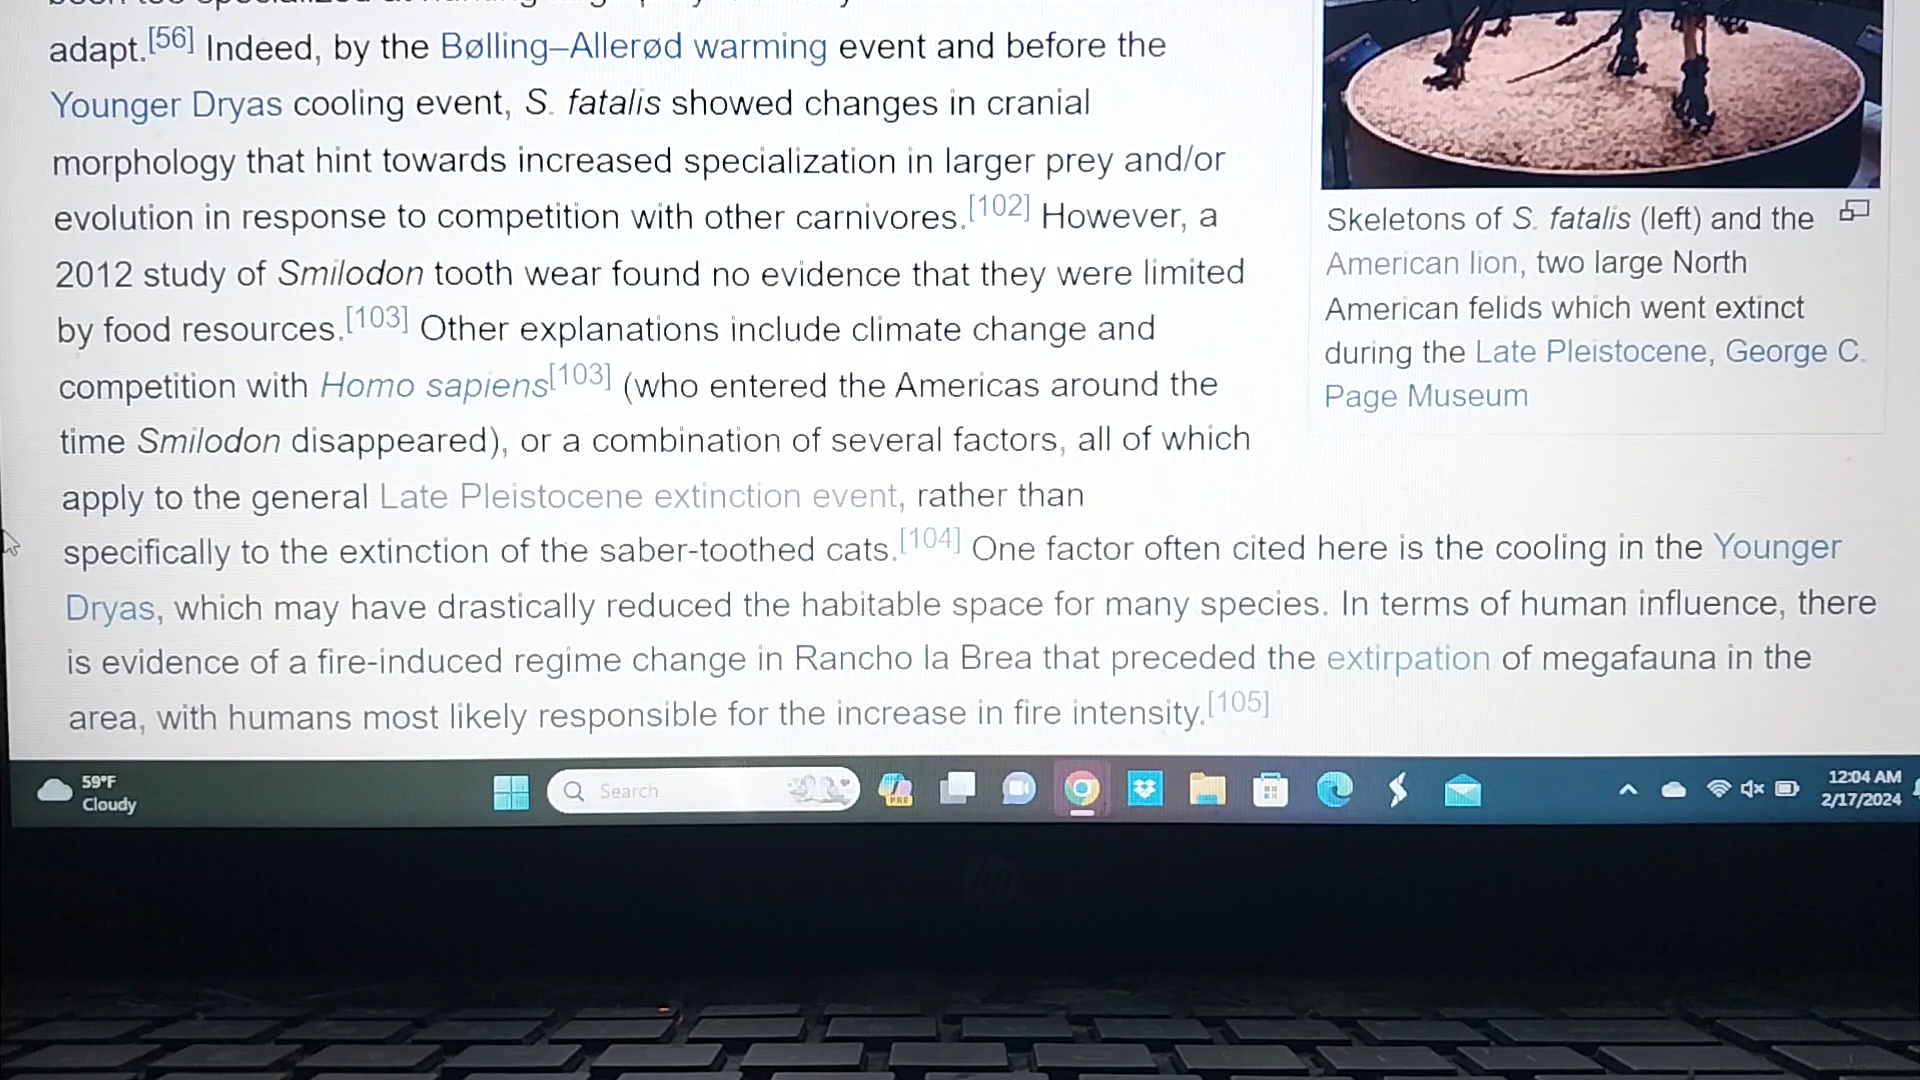 adapt.[56] Indeed, by the Bølling–Allerød warming event and before the
Younger Dryas cooling event, S. fatalis showed changes in cranial
morphology that hint towards increased specialization in larger prey and/or
evolution in response to competition with other carnivores.[102] However, a
2012 study of Smilodon tooth wear found no evidence that they were limited
by food resources.[103] Other explanations include climate change and
competition with Homo sapiens[103] (who entered the Americas around the
time Smilodon disappeared), or a combination of several factors, all of which
apply to the general Late Pleistocene extinction event, rather than
specifically to the extinction of the saber-toothed cats.[104] One factor often cited here is the cooling in the Younger
Dryas, which may have drastically reduced the habitable space for many species. In terms of human influence, there
is evidence of a fire-induced regime change in Rancho la Brea that preceded the extirpation of megafauna in the
area, with humans most likely responsible for the increase in fire intensity.[105]
Skeletons of S. fatalis (left) and the
American lion, two large North
American felids which went extinct
during the Late Pleistocene, George C.
Page Museum
59°F
Cloudy
Search
PRE
12:04 AM
2/17/2024